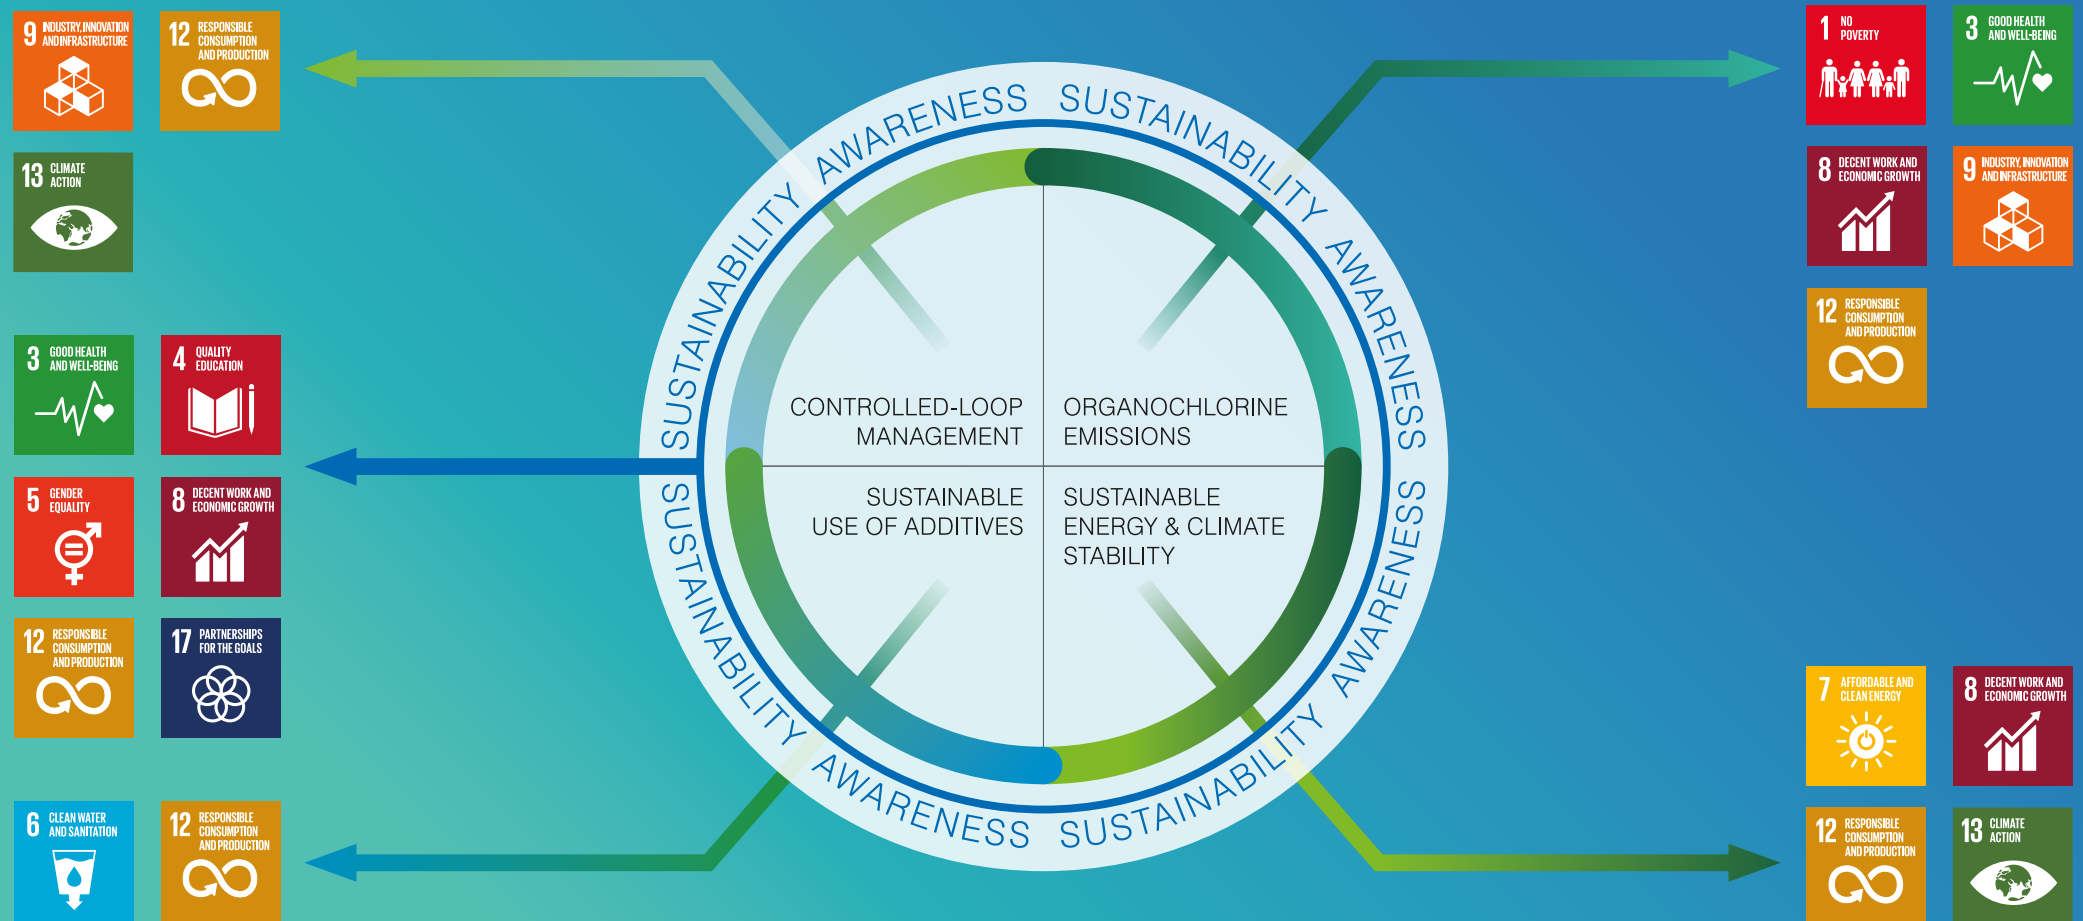 9 INDUSTRY, INNOVATION
AND INFRASTRUCTURE
12 RESPONSIBLE
CONSUMPTION
AND PRODUCTION
13 CLIMATE
ACTION
3 GOOD HEALTH
AND WELL-BEING
4 QUALITY
EDUCATION
5 GENDER
EQUALITY
8 DECENT WORK AND
ECONOMIC GROWTH
12 RESPONSIBLE
CONSUMPTION
AND PRODUCTION
17 PARTNERSHIPS
FOR THE GOALS
6 CLEAN WATER
AND SANITATION
12 RESPONSIBLE
CONSUMPTION
AND PRODUCTION
SUSTAINABILITY AWARENESS
SUSTAINABILITY AWARENESS
SUSTAINABILITY AWARENESS
SUSTAINABILITY AWARENESS
CONTROLLED-LOOP
MANAGEMENT
ORGANOCHLORINE
EMISSIONS
SUSTAINABLE
USE OF ADDITIVES
SUSTAINABLE
ENERGY & CLIMATE
STABILITY
1 NO
POVERTY
3 GOOD HEALTH
AND WELL-BEING
8 DECENT WORK AND
ECONOMIC GROWTH
9 INDUSTRY, INNOVATION
AND INFRASTRUCTURE
12 RESPONSIBLE
CONSUMPTION
AND PRODUCTION
7 AFFORDABLE AND
CLEAN ENERGY
8 DECENT WORK AND
ECONOMIC GROWTH
12 RESPONSIBLE
CONSUMPTION
AND PRODUCTION
13 CLIMATE
ACTION